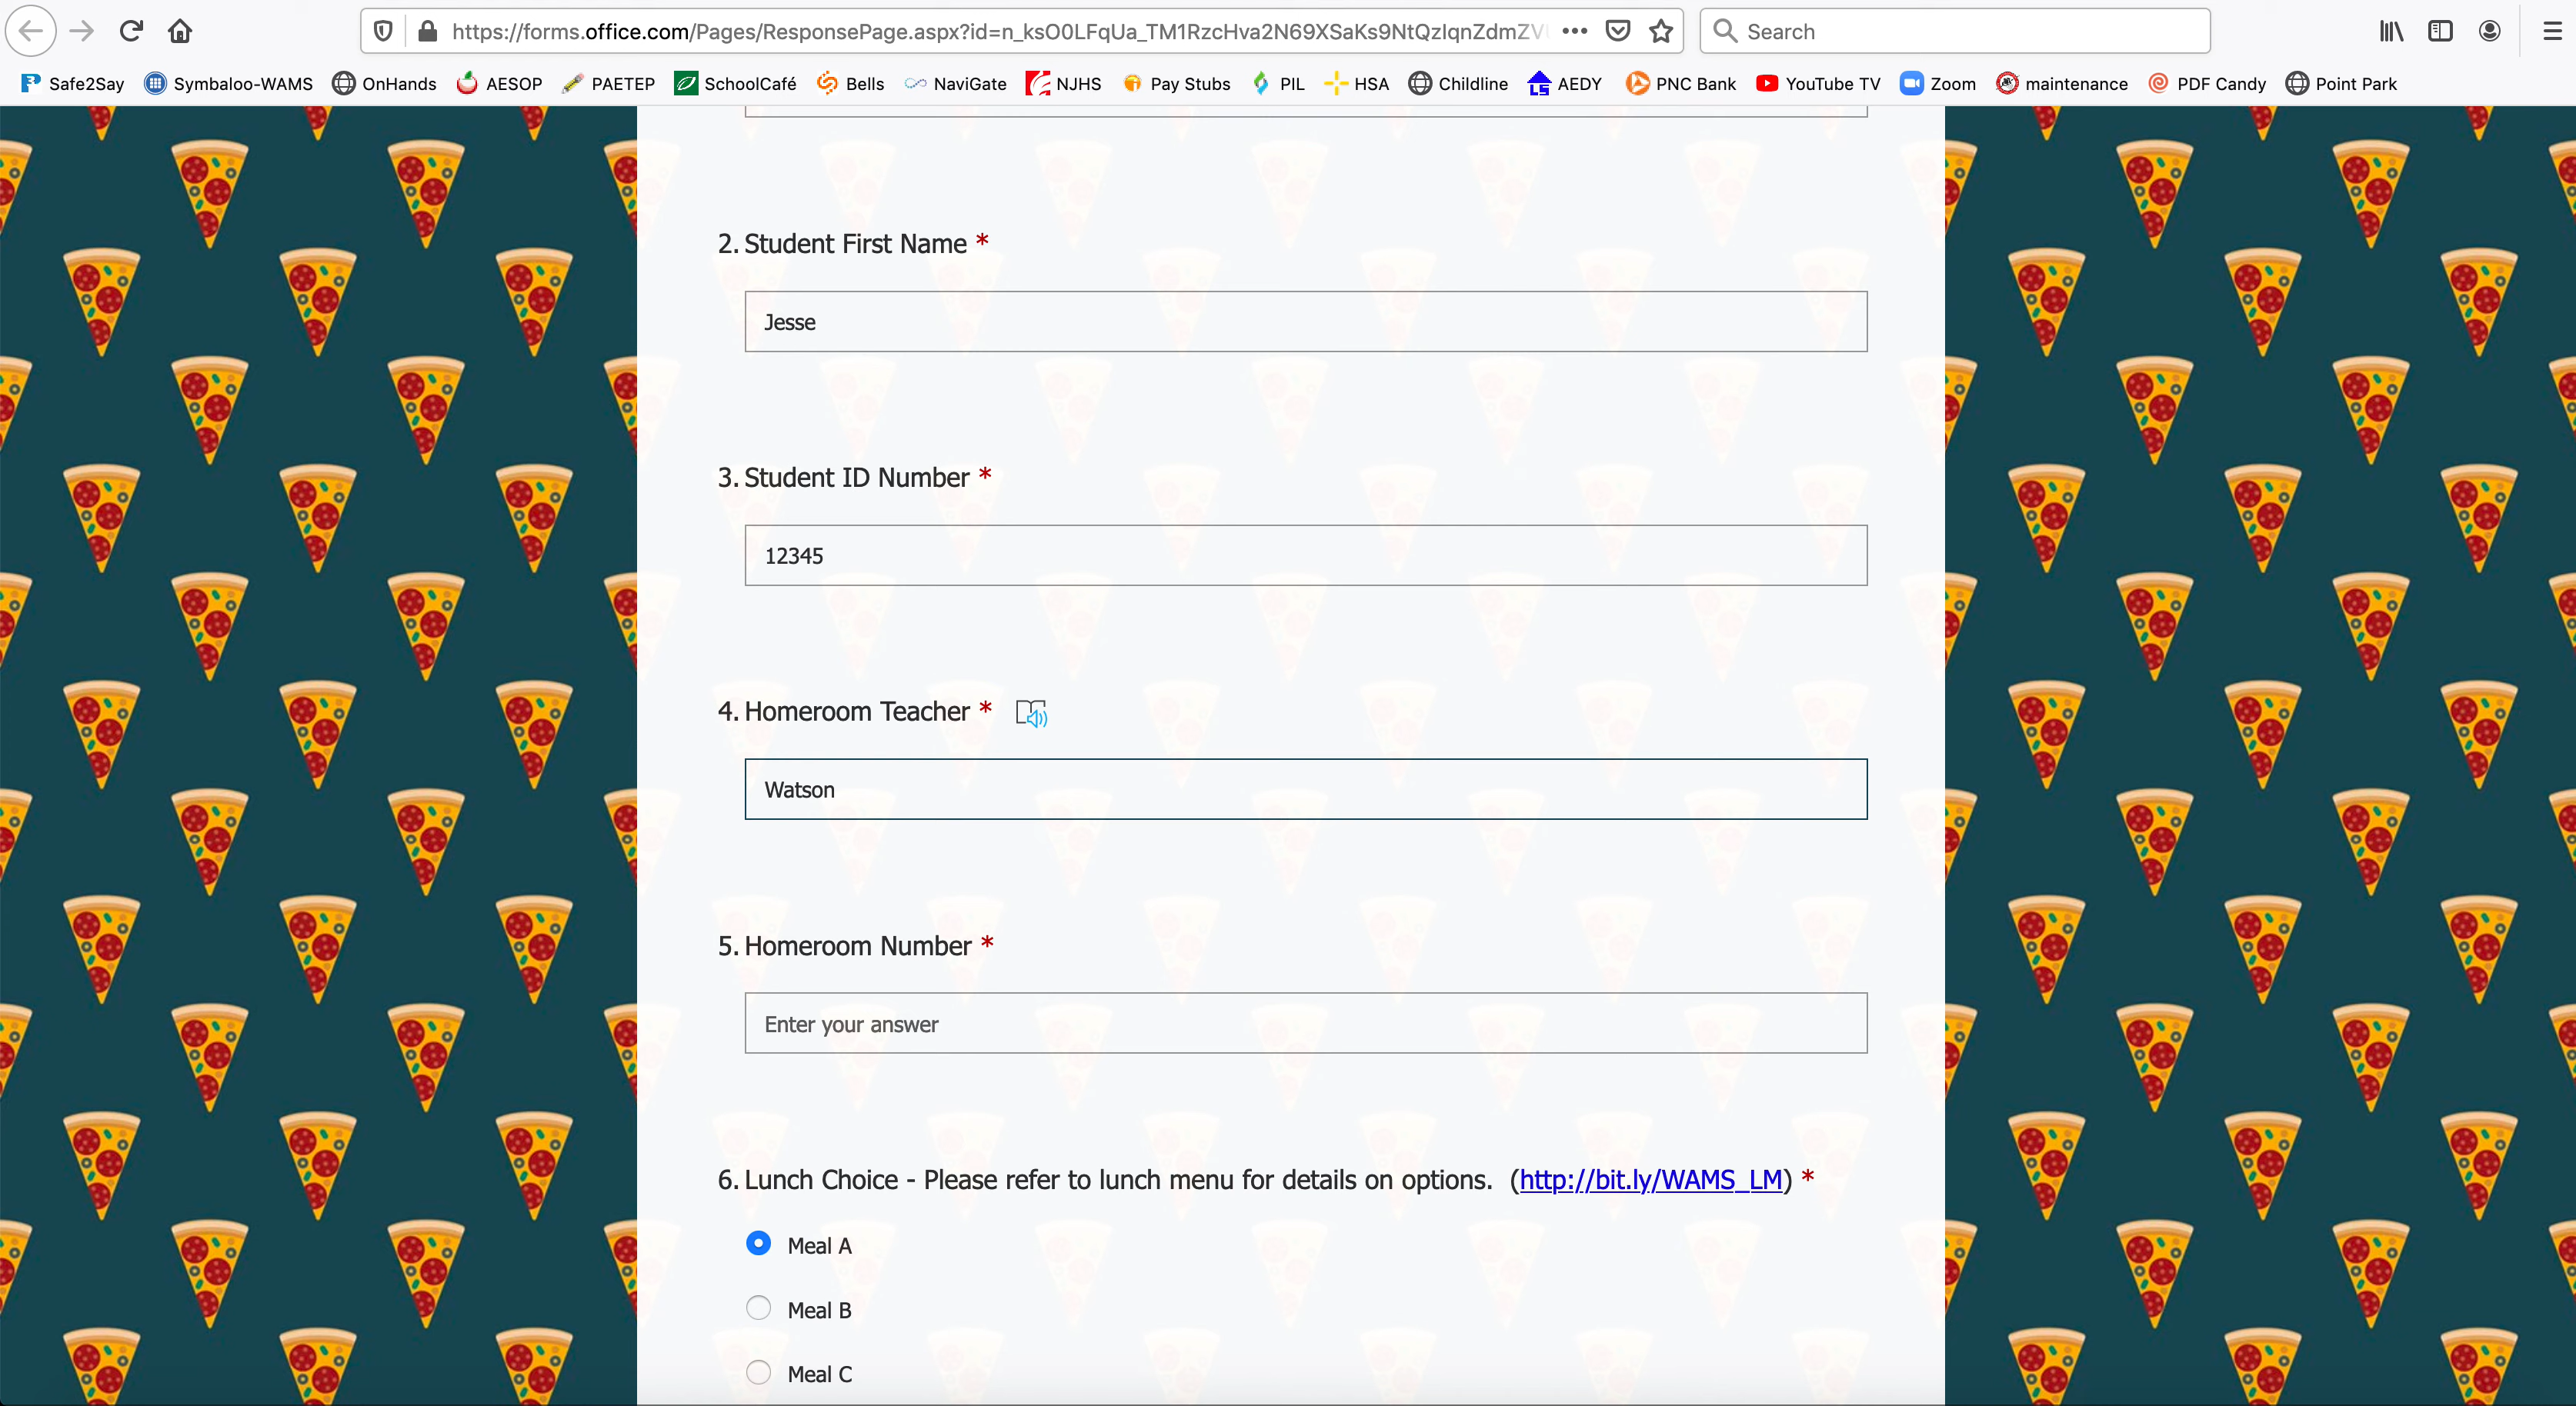 https://forms.office.com/Pages/ResponsePage.aspx?id=n_ksO0LFqUa_TM1RzcHva2N69XSaKs9NtQzIqnZdmZV
Search
Safe2Say Symbaloo-WAMS OnHands AESOP PAETEP SchoolCafé Bells NaviGate NJHS Pay Stubs PIL HSA Childline AEDY PNC Bank YouTube TV Zoom maintenance PDF Candy Point Park
2. Student First Name *
Jesse
3. Student ID Number *
12345
4. Homeroom Teacher *
Watson
5. Homeroom Number *
Enter your answer
6. Lunch Choice - Please refer to lunch menu for details on options. (http://bit.ly/WAMS_LM) *
Meal A
Meal B
Meal C